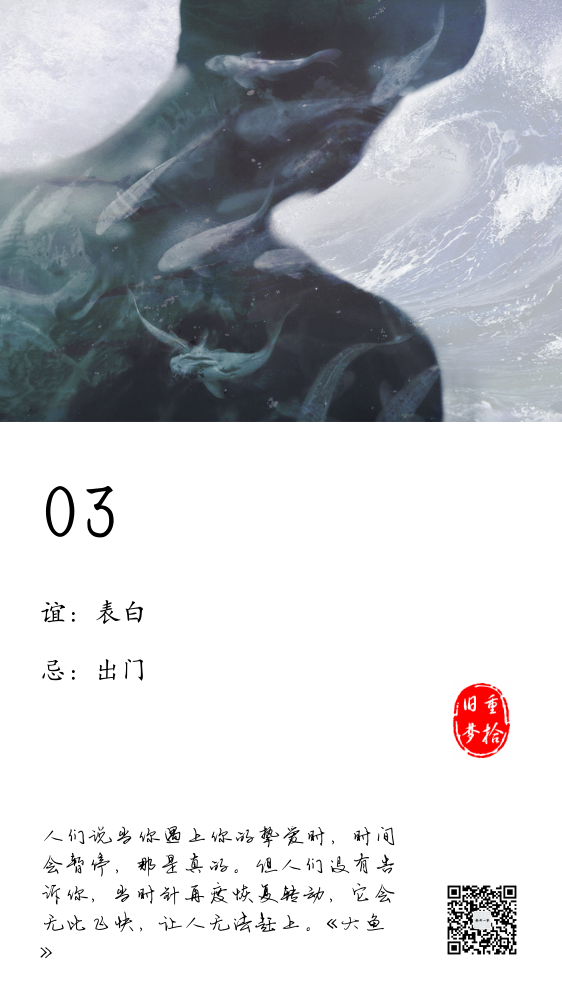 03
谊：表白
忌：出门
重拾
旧梦
人们说当你遇上你的挚爱时，时间
会暂停，那是真的。但人们没有告
诉你，当时针再度恢复转动，它会
无比飞快，让人无法赶上。《大鱼
》